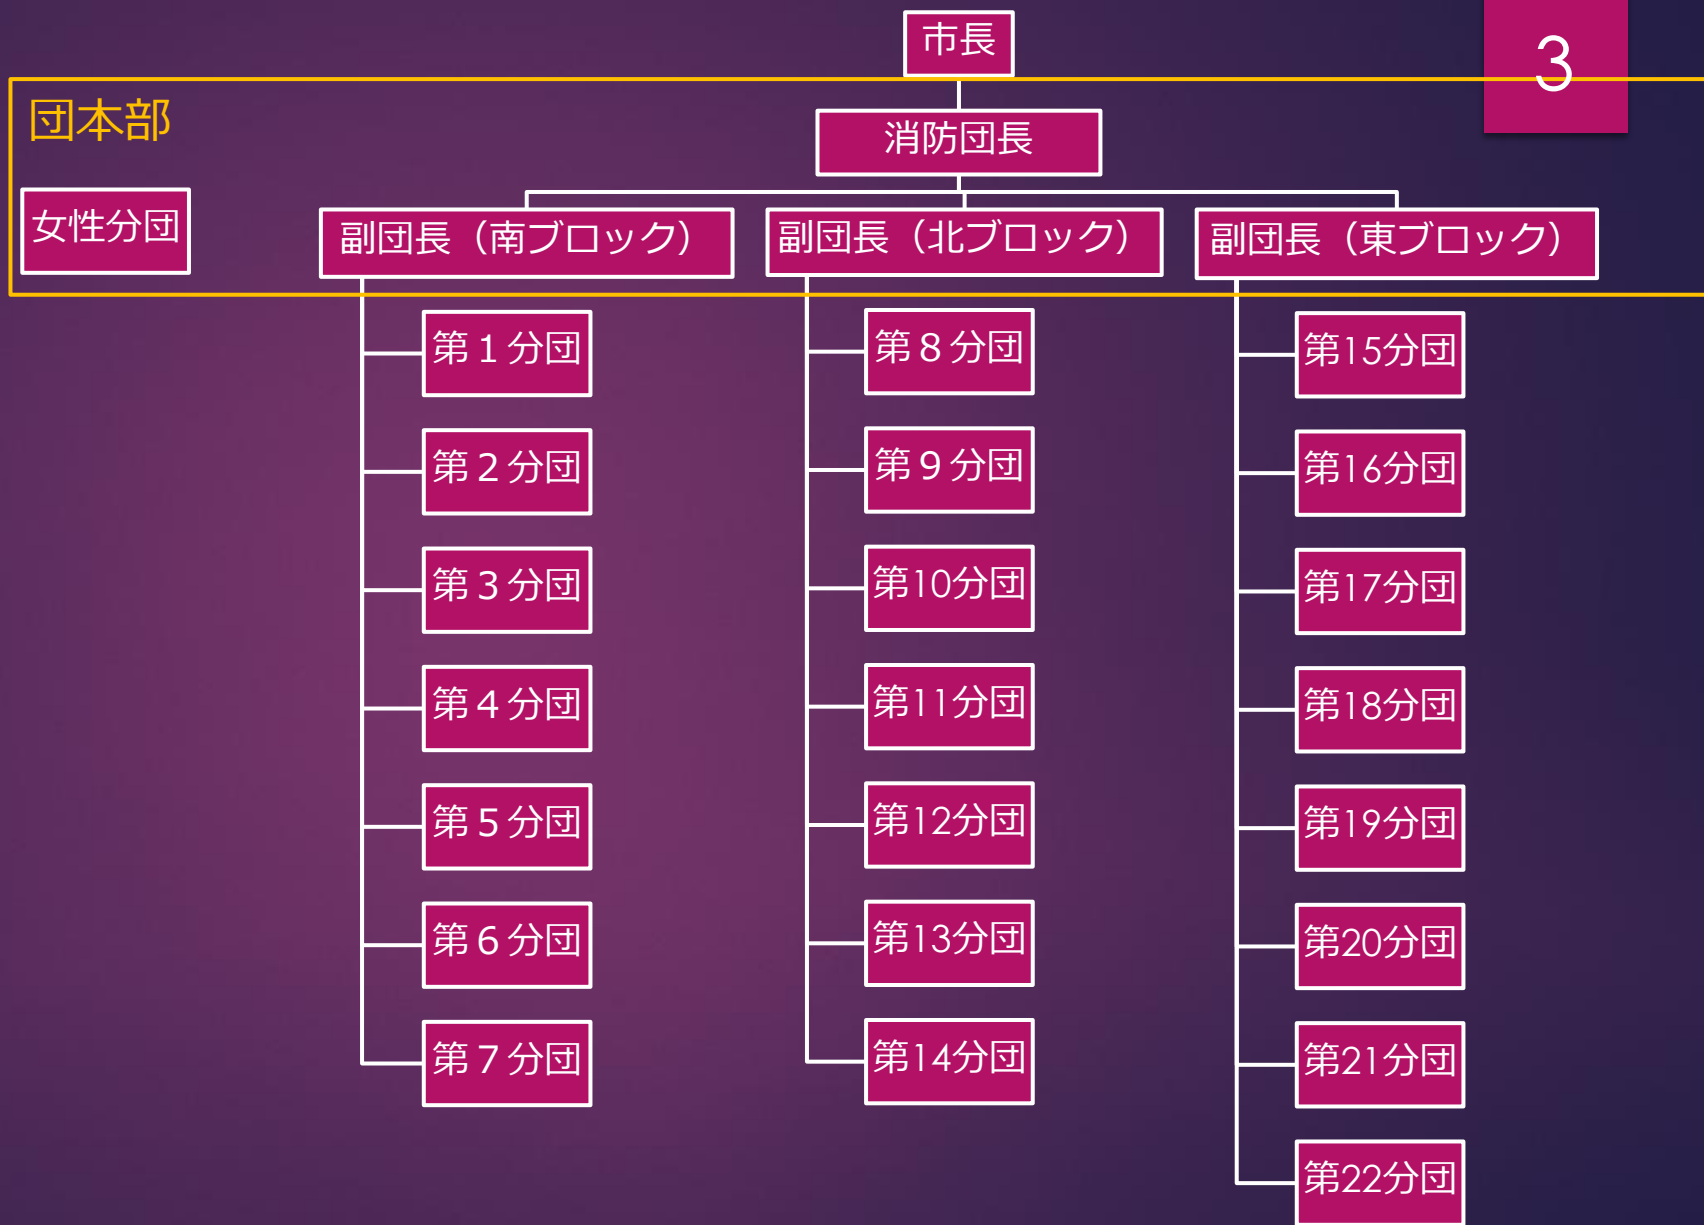 市長
3
団本部
消防団長
女性分団
副団長（南ブロック）
副団長（北ブロック）
副団長（東ブロック）
第１分団
第２分団
第３分団
第４分団
第５分団
第６分団
第７分団
第８分団
第９分団
第10分団
第11分団
第12分団
第13分団
第14分団
第15分団
第16分団
第17分団
第18分団
第19分団
第20分団
第21分団
第22分団